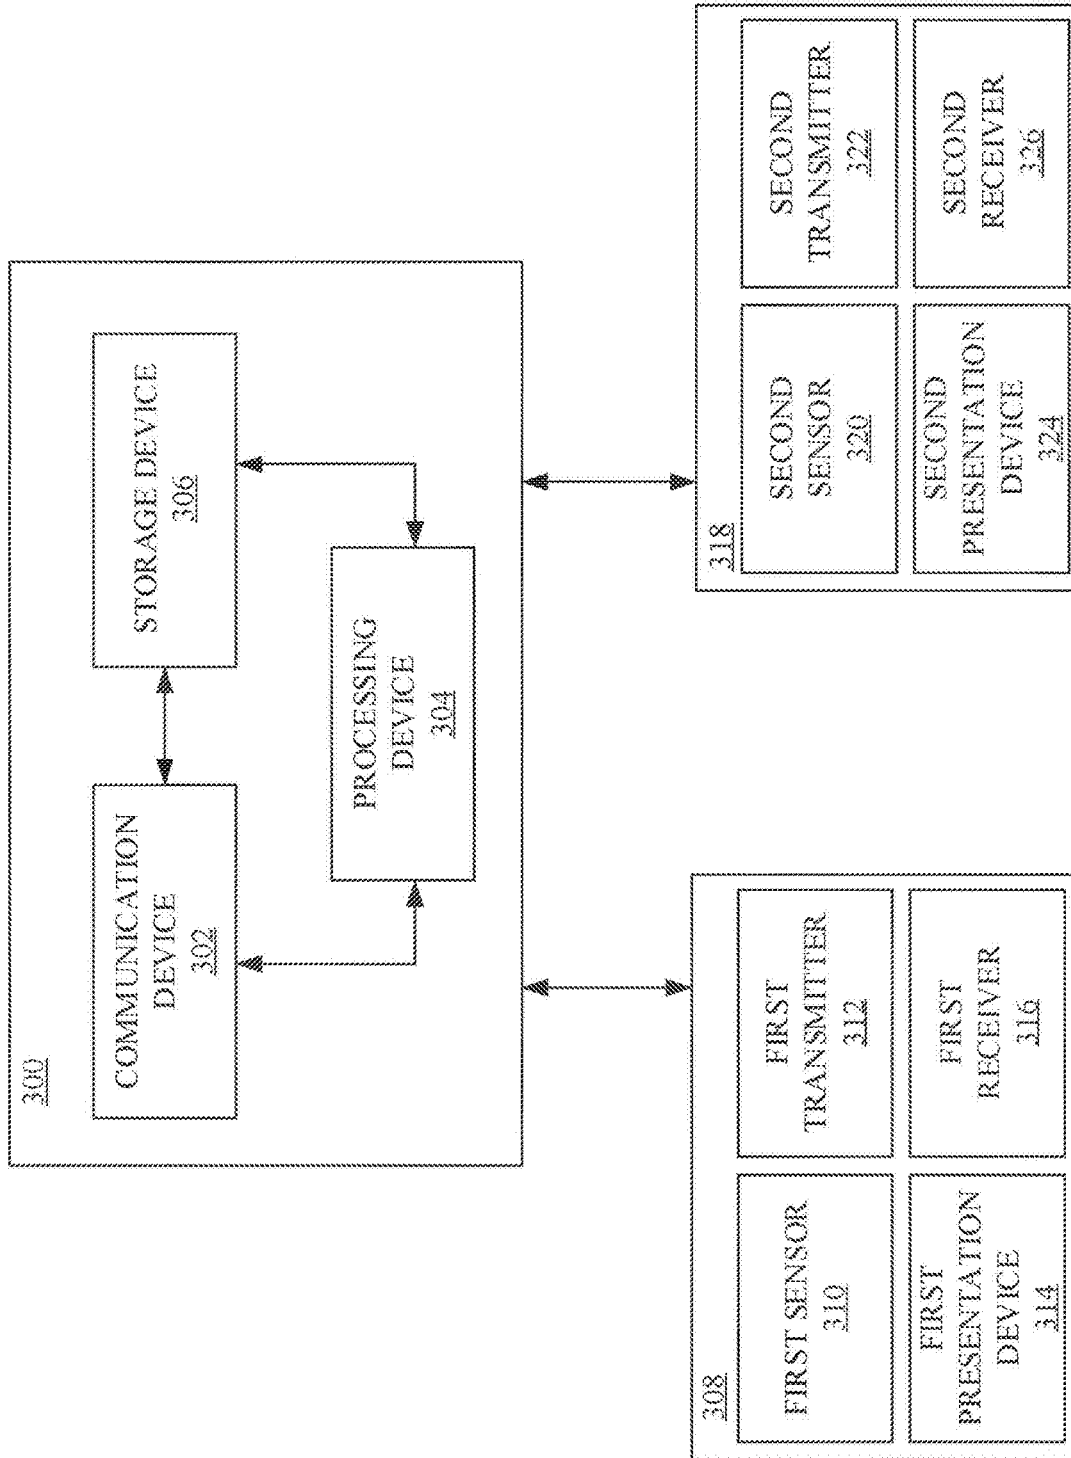 300
COMMUNICATION
DEVICE
302
STORAGE DEVICE
306
PROCESSING
DEVICE
304
308
FIRST SENSOR
310
FIRST
TRANSMITTER
312
FIRST
PRESENTATION
DEVICE
314
FIRST
RECEIVER
316
318
SECOND
SENSOR
320
SECOND
TRANSMITTER
322
SECOND
PRESENTATION
DEVICE
324
SECOND
RECEIVER
326